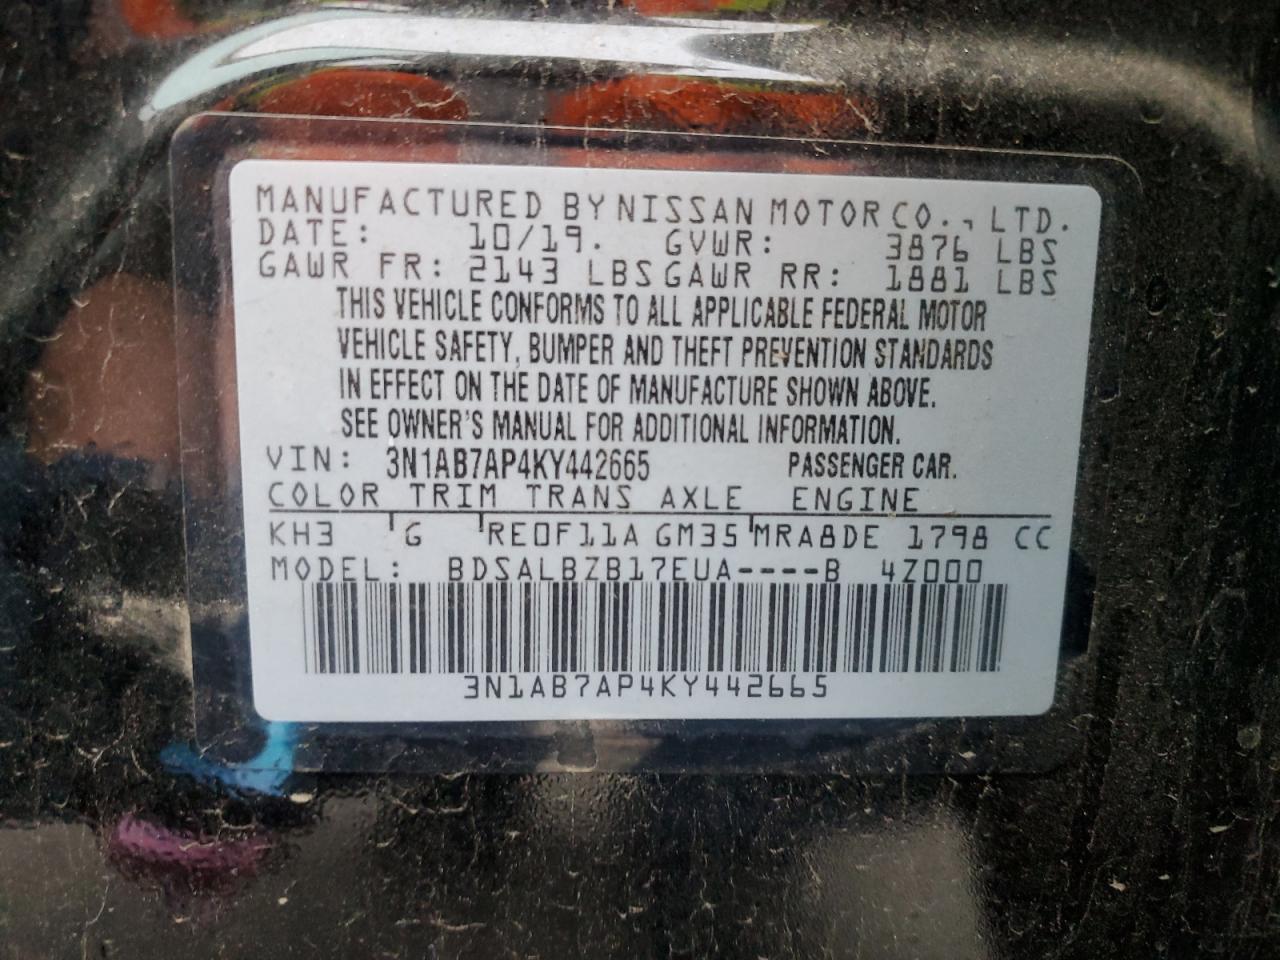 MANUFACTURED BY NISSAN MOTOR CO., LTD.
DATE: 10/19. GVWR: 3876 LBS
GAWR FR: 2143 LBS GAWR RR: 1881 LBS
THIS VEHICLE CONFORMS TO ALL APPLICABLE FEDERAL MOTOR
VEHICLE SAFETY, BUMPER AND THEFT PREVENTION STANDARDS
IN EFFECT ON THE DATE OF MANUFACTURE SHOWN ABOVE.
SEE OWNER'S MANUAL FOR ADDITIONAL INFORMATION.
VIN: 3N1AB7AP4KY442665 PASSENGER CAR.
COLOR TRIM TRANS AXLE ENGINE
KH3 G RE0F11A GM35 MRA8DE 1798 CC
MODEL: BDSALBZB17EUA----B 4Z000
3N1AB7AP4KY442665